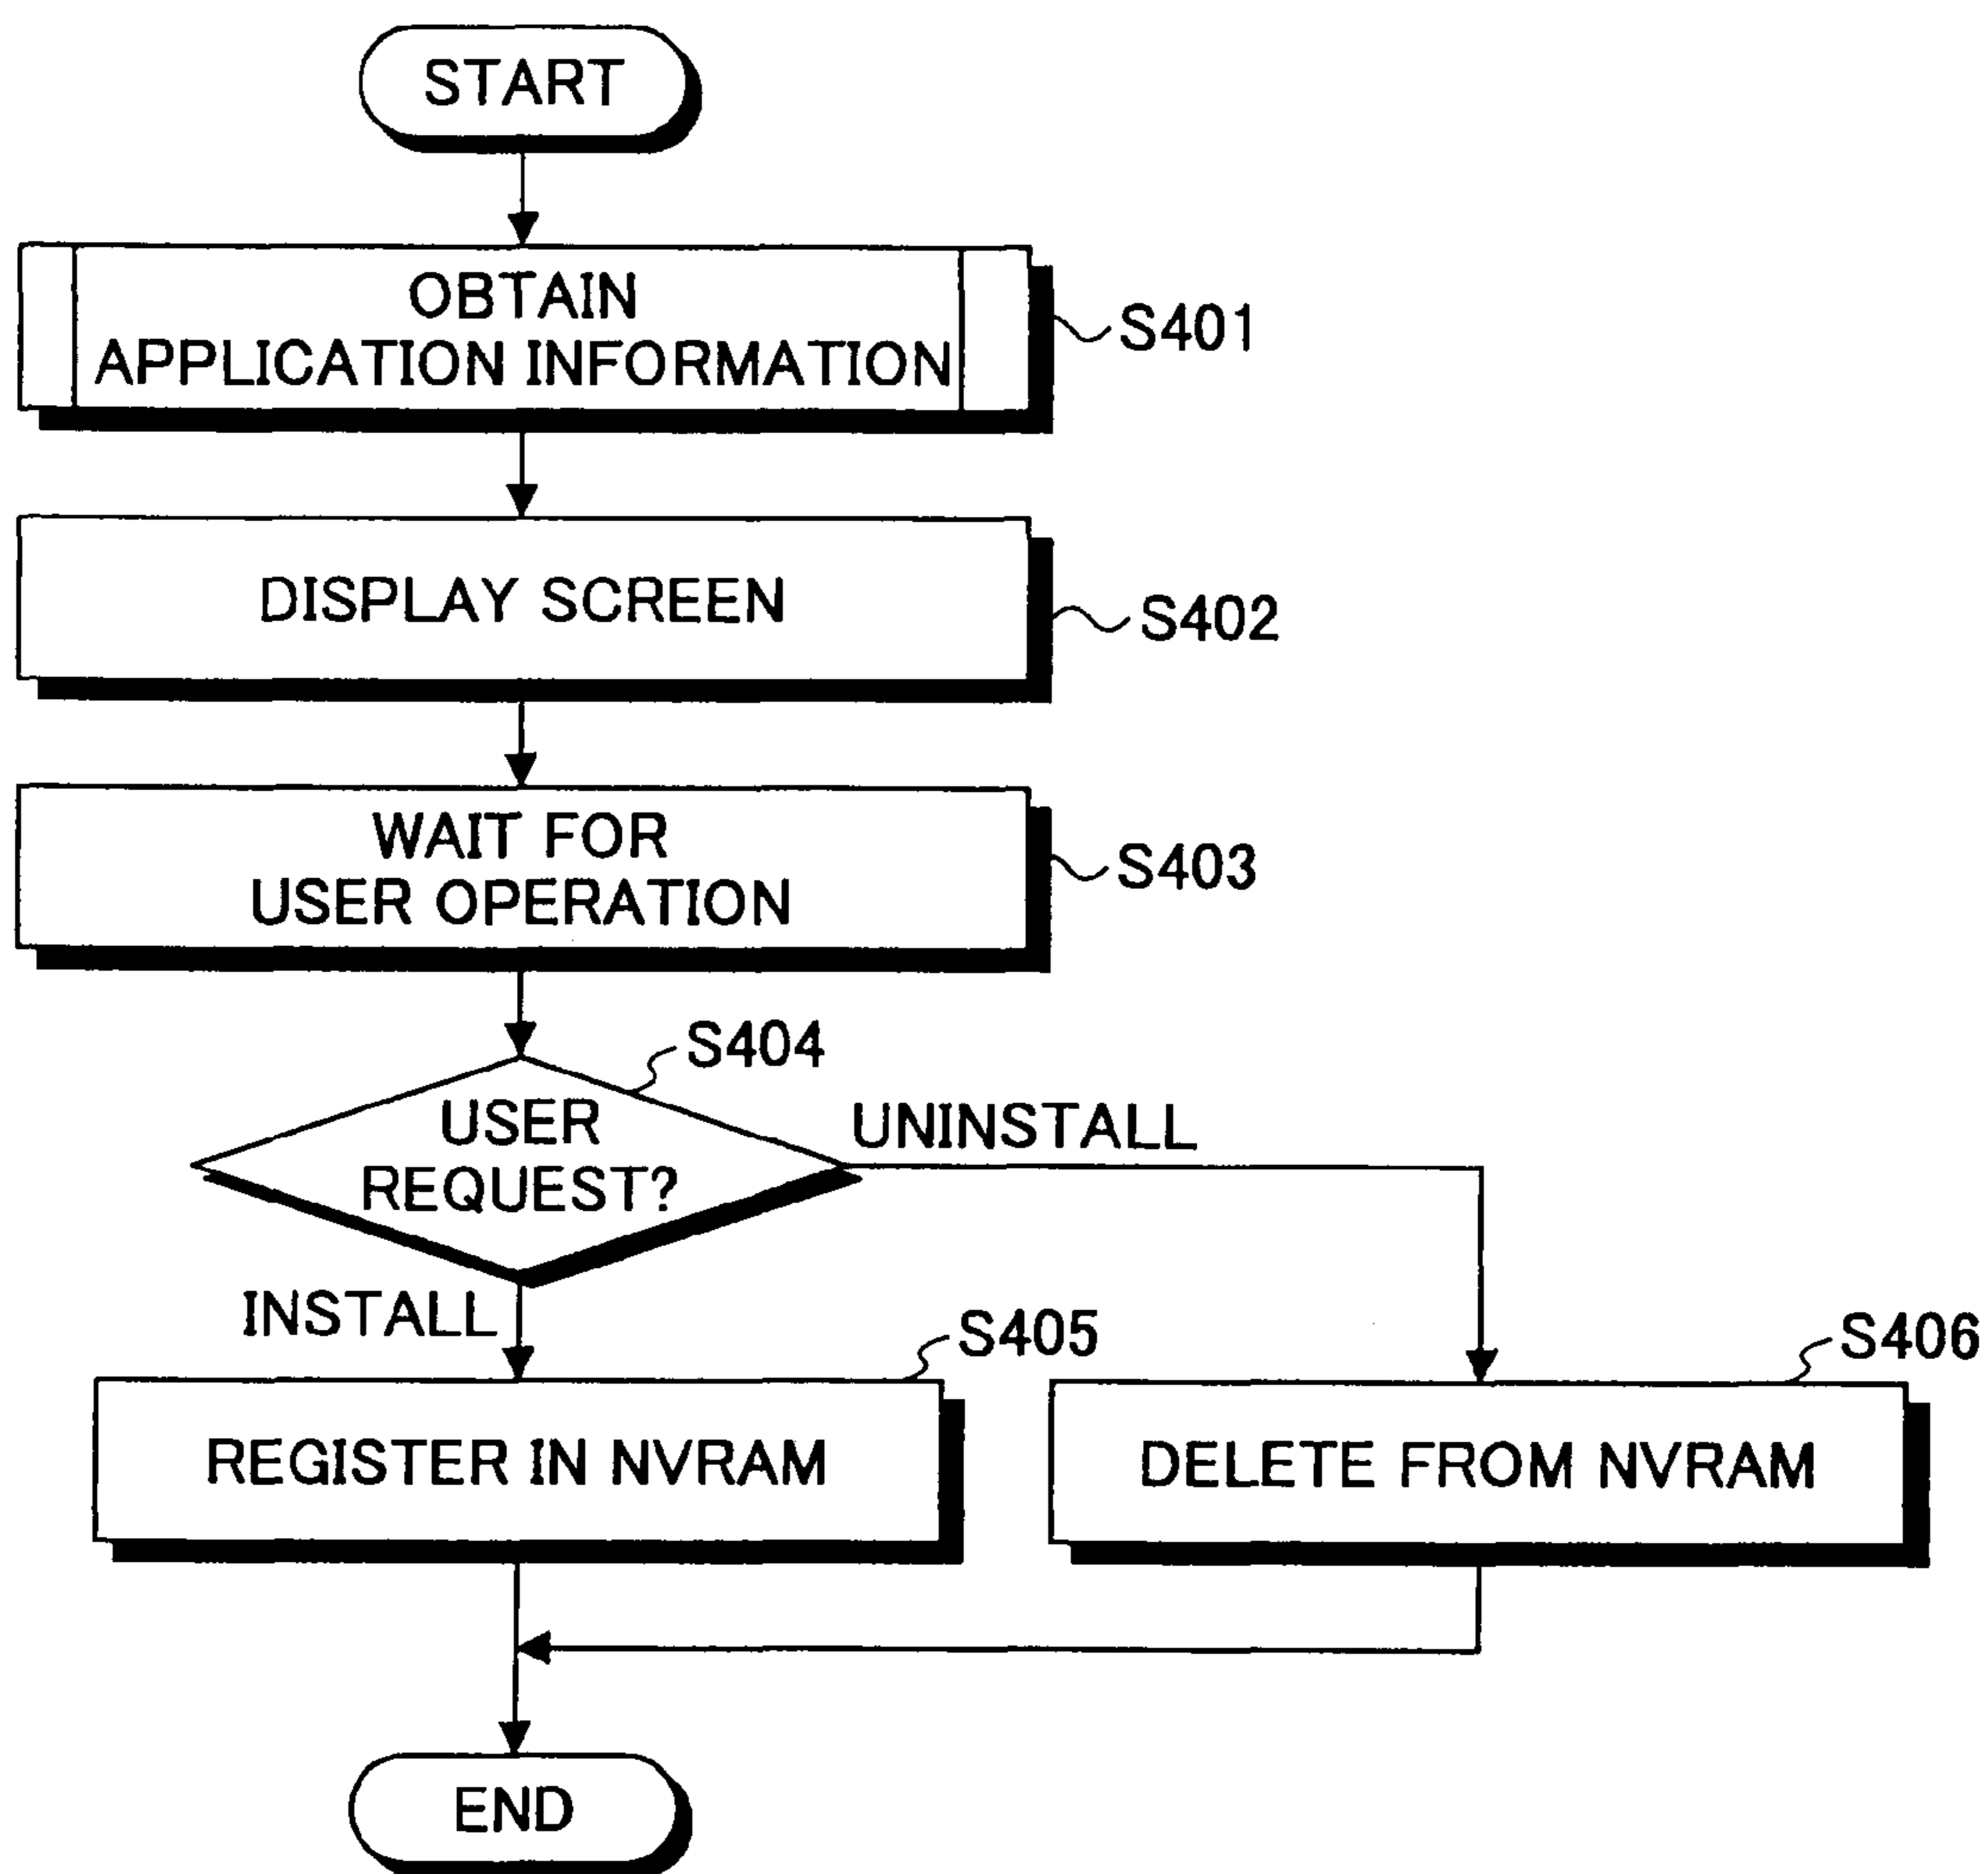 START
OBTAIN
APPLICATION INFORMATION
S401
DISPLAY SCREEN
S402
WAIT FOR
USER OPERATION
S403
S404
USER
REQUEST?
UNINSTALL
INSTALL
S405
S406
REGISTER IN NVRAM
DELETE FROM NVRAM
END